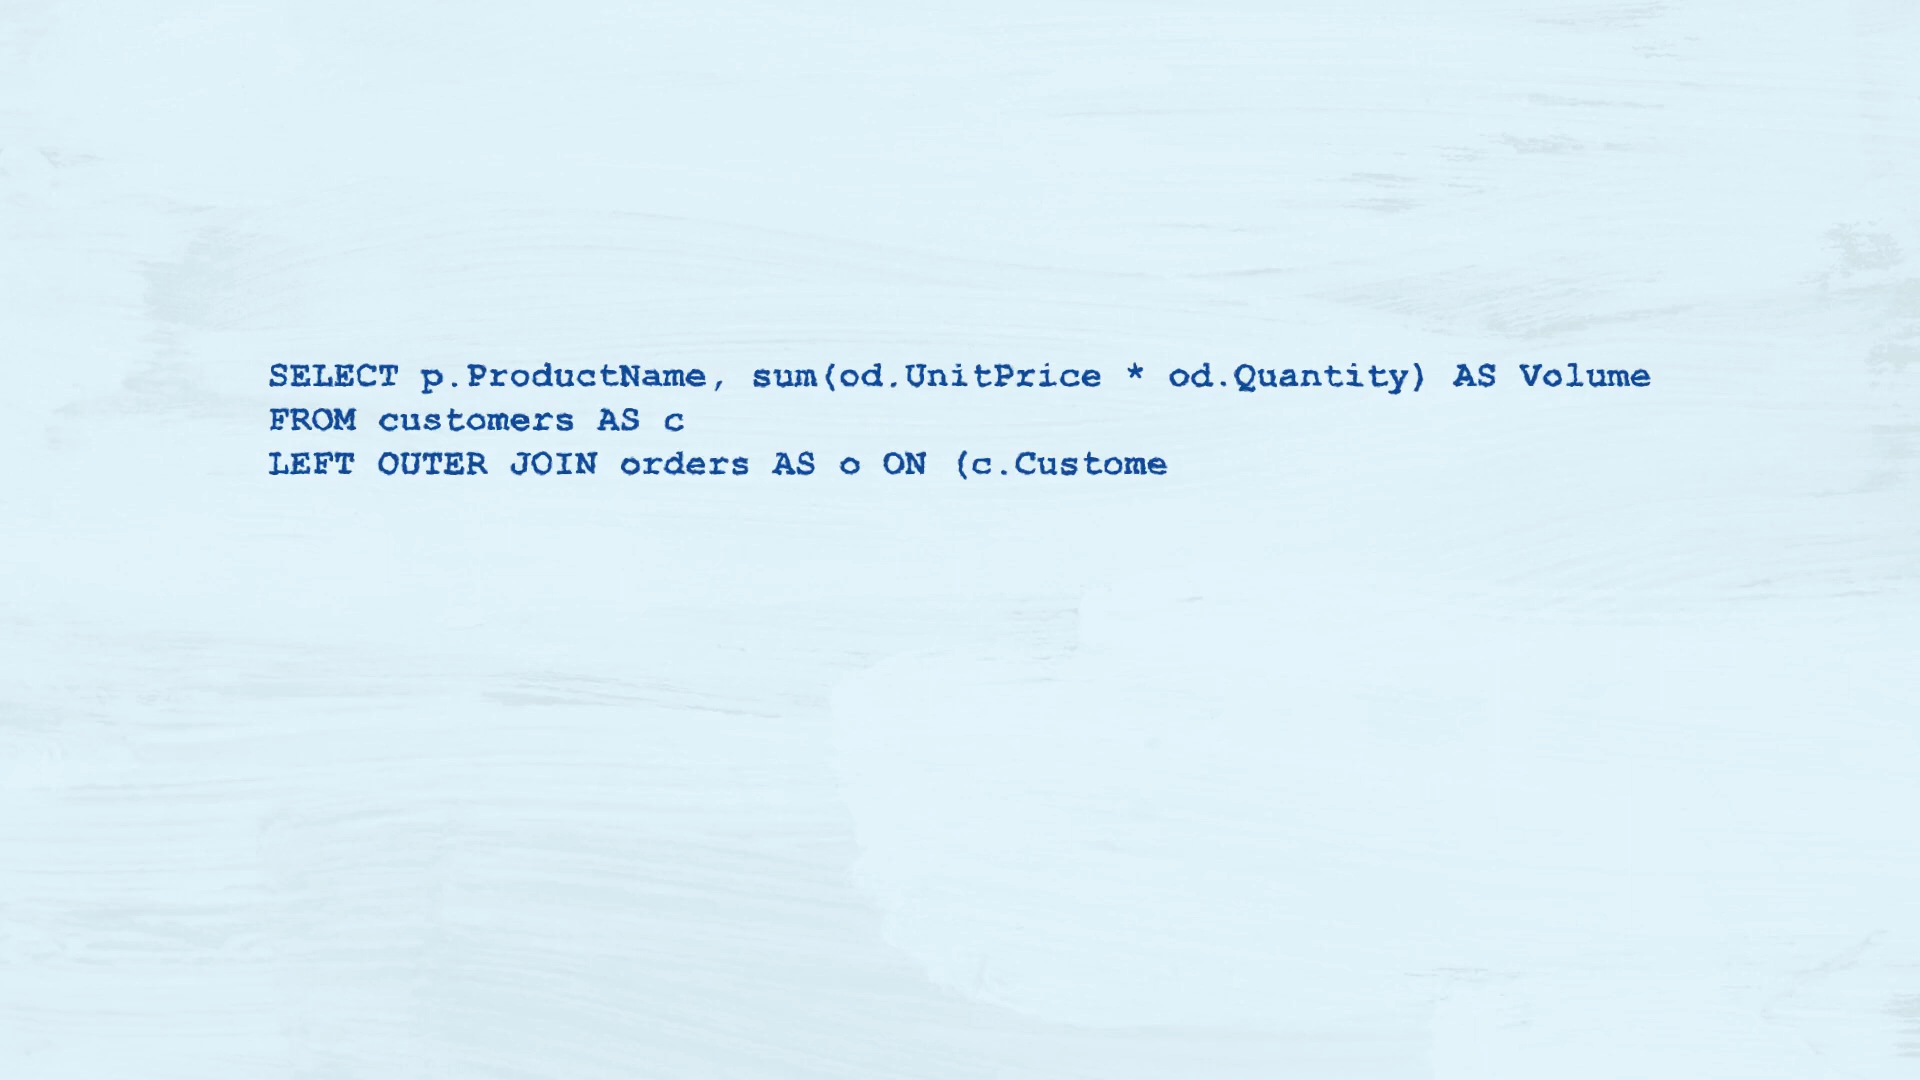 SELECT p.ProductName, sum(od.UnitPrice * od.Quantity) AS Volume
FROM customers AS c
LEFT OUTER JOIN orders AS o ON (c.Custome